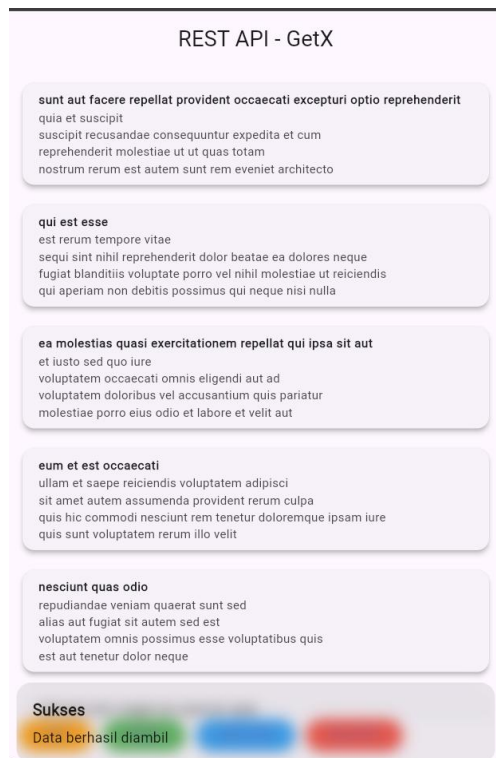 REST API - GetX
sunt aut facere repellat provident occaecati excepturi optio reprehenderit
quia et suscipit
suscipit recusandae consequuntur expedita et cum
reprehenderit molestiae ut ut quas totam
nostrum rerum est autem sunt rem eveniet architecto
qui est esse
est rerum tempore vitae
sequi sint nihil reprehenderit dolor beatae ea dolores neque
fugiat blanditiis voluptate porro vel nihil molestiae ut reiciendis
qui aperiam non debitis possimus qui neque nisi nulla
ea molestias quasi exercitationem repellat qui ipsa sit aut
et iusto sed quo iure
voluptatem occaecati omnis eligendi aut ad
voluptatem doloribus vel accusantium quis pariatur
molestiae porro eius odio et labore et velit aut
eum et est occaecati
ullam et saepe reiciendis voluptatem adipisci
sit amet autem assumenda provident rerum culpa
quis hic commodi nesciunt rem tenetur doloremque ipsam iure
quis sunt voluptatem rerum illo velit
nesciunt quas odio
repudiandae veniam quaerat sunt sed
alias aut fugiat sit autem sed est
voluptatem omnis possimus esse voluptatibus quis
est aut tenetur dolor neque
Sukses
Data berhasil diambil